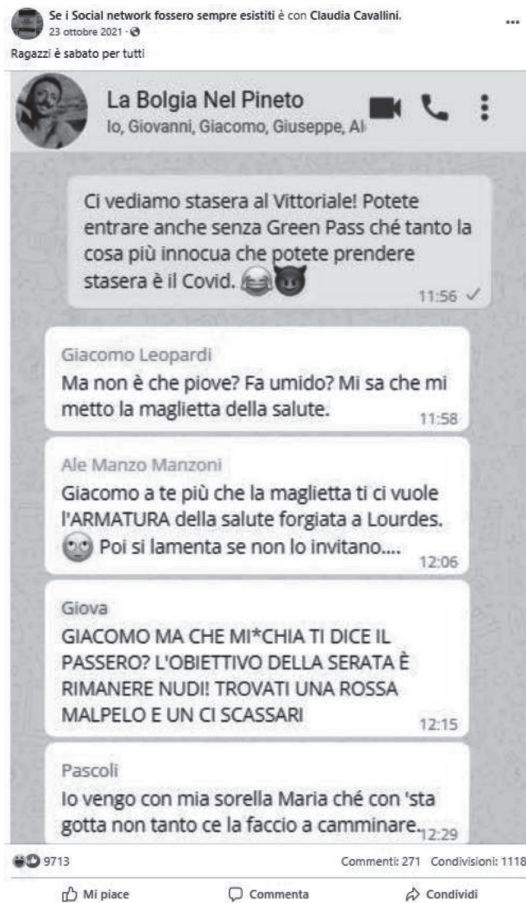 Se i Social network fossero sempre esistiti è con Claudia Cavallini.
23 ottobre 2021 ·
Ragazzi è sabato per tutti
La Bolgia Nel Pineto
Io, Giovanni, Giacomo, Giuseppe, Al
Ci vediamo stasera al Vittoriale! Potete
entrare anche senza Green Pass ché tanto la
cosa più innocua che potete prendere
stasera è il Covid. 😂😈
11:56 ✓
Giacomo Leopardi
Ma non è che piove? Fa umido? Mi sa che mi
metto la maglietta della salute.
11:58
Ale Manzo Manzoni
Giacomo a te più che la maglietta ti ci vuole
l'ARMATURA della salute forgiata a Lourdes.
🙄 Poi si lamenta se non lo invitano....
12:06
Giova
GIACOMO MA CHE MI*CHIA TI DICE IL
PASSERO? L'OBIETTIVO DELLA SERATA È
RIMANERE NUDI! TROVATI UNA ROSSA
MALPELO E UN CI SCASSARI
12:15
Pascoli
Io vengo con mia sorella Maria ché con 'sta
gotta non tanto ce la faccio a camminare.
12:29
9713
Commenti: 271 Condivisioni: 1118
Mi piace
Commenta
Condividi